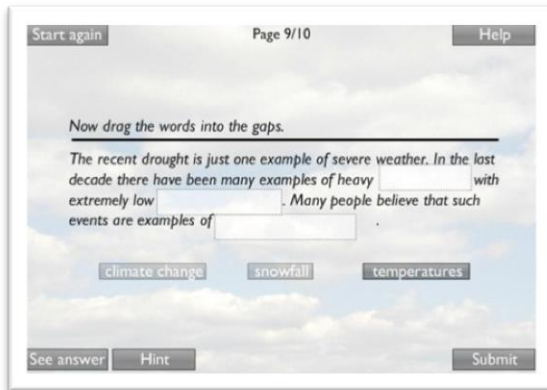 Start again Page 9/10 Help
Now drag the words into the gaps.
The recent drought is just one example of severe weather. In the last
decade there have been many examples of heavy with
extremely low . Many people believe that such
events are examples of .
climate change snowfall temperatures
See answer Hint Submit